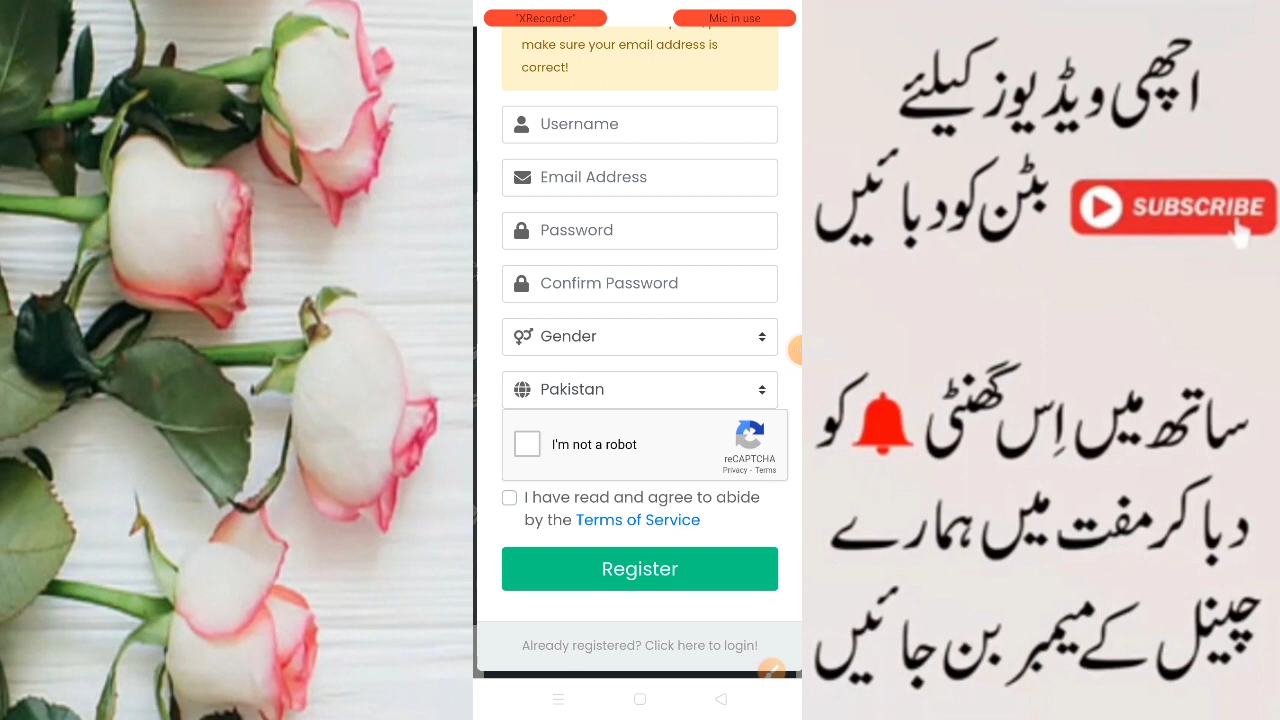 "XRecorder"
Mic in use
make sure your email address is
correct!
Username
Email Address
Password
Confirm Password
Gender
Pakistan
I'm not a robot
reCAPTCHA
Privacy - Terms
I have read and agree to abide
by the Terms of Service
Register
Already registered? Click here to login!
اچھی ویڈیوز کیلئے
بٹن کو دبائیں
SUBSCRIBE
ساتھ میں اِس گھنٹی کو
دبا کر مفت میں ہمارے
چینل کے میمبر بن جائیں